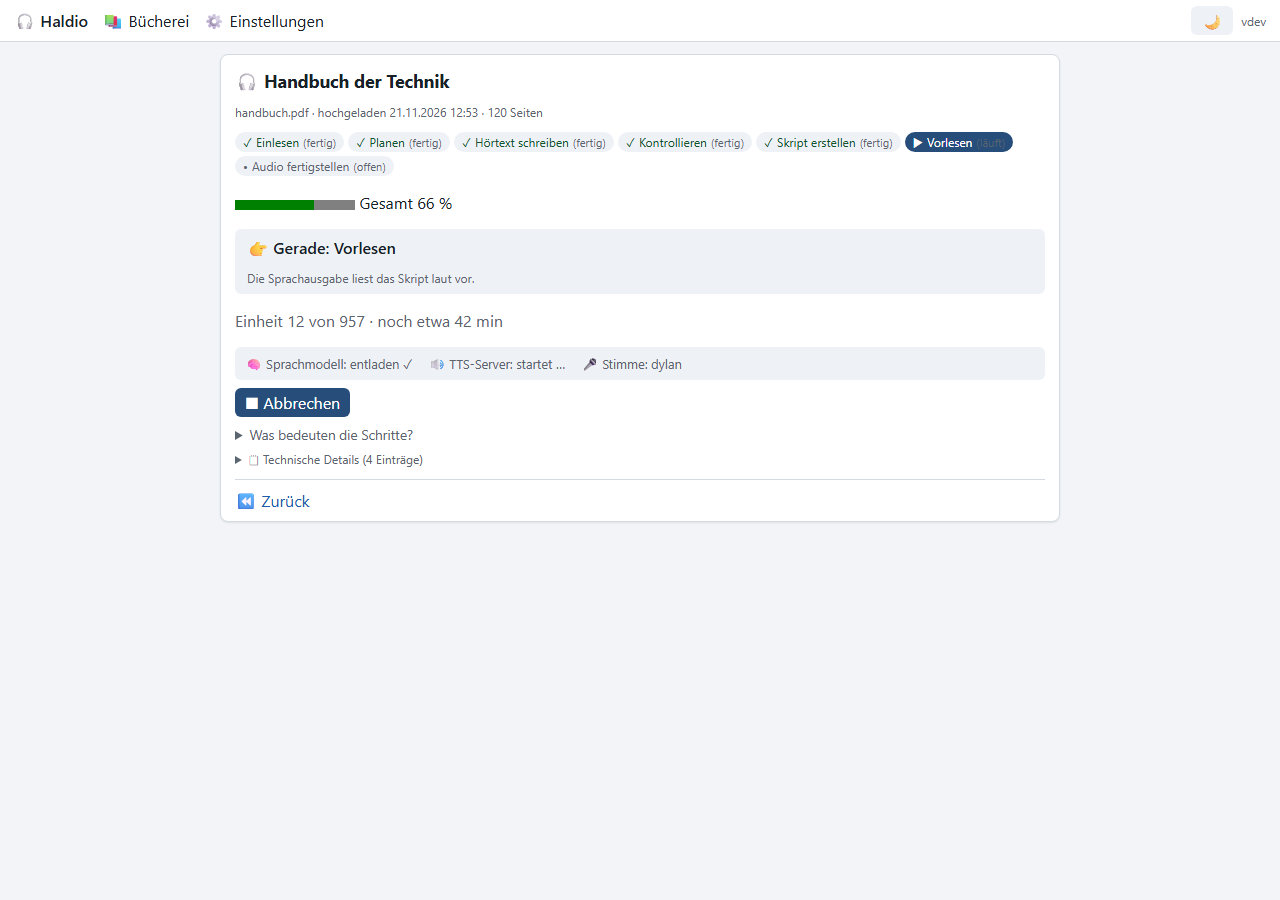 Haldio Bücherei Einstellungen vdev
Handbuch der Technik
handbuch.pdf · hochgeladen 21.11.2026 12:53 · 120 Seiten
✓ Einlesen (fertig) ✓ Planen (fertig) ✓ Hörtext schreiben (fertig) ✓ Kontrollieren (fertig) ✓ Skript erstellen (fertig) ▶ Vorlesen (läuft)
• Audio fertigstellen (offen)
Gesamt 66 %
Gerade: Vorlesen
Die Sprachausgabe liest das Skript laut vor.
Einheit 12 von 957 · noch etwa 42 min
Sprachmodell: entladen ✓ TTS-Server: startet … Stimme: dylan
Abbrechen
Was bedeuten die Schritte?
Technische Details (4 Einträge)
Zurück